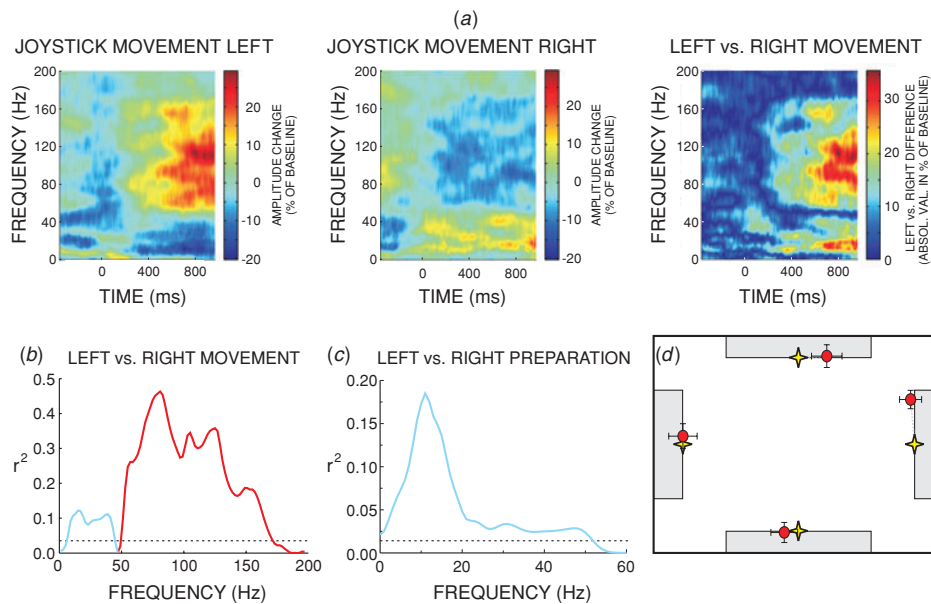 (a)
JOYSTICK MOVEMENT LEFT
FREQUENCY (Hz)
200
160
120
80
40
0
0
400
800
TIME (ms)
20
10
0
-10
-20
AMPLITUDE CHANGE
(% OF BASELINE)
JOYSTICK MOVEMENT RIGHT
FREQUENCY (Hz)
200
160
120
80
40
0
0
400
800
TIME (ms)
20
10
0
-10
-20
AMPLITUDE CHANGE
(% OF BASELINE)
LEFT vs. RIGHT MOVEMENT
FREQUENCY (Hz)
200
160
120
80
40
0
0
400
800
TIME (ms)
30
20
10
0
LEFT vs. RIGHT DIFFERENCE
(ABSOL. VAL. IN % OF BASELINE)
(b)
LEFT vs. RIGHT MOVEMENT
r2
0.5
0.4
0.3
0.2
0.1
0.0
0
50
100
150
200
FREQUENCY (Hz)
(c)
LEFT vs. RIGHT PREPARATION
r2
0.20
0.15
0.10
0.05
0.00
0
20
40
60
FREQUENCY (Hz)
(d)